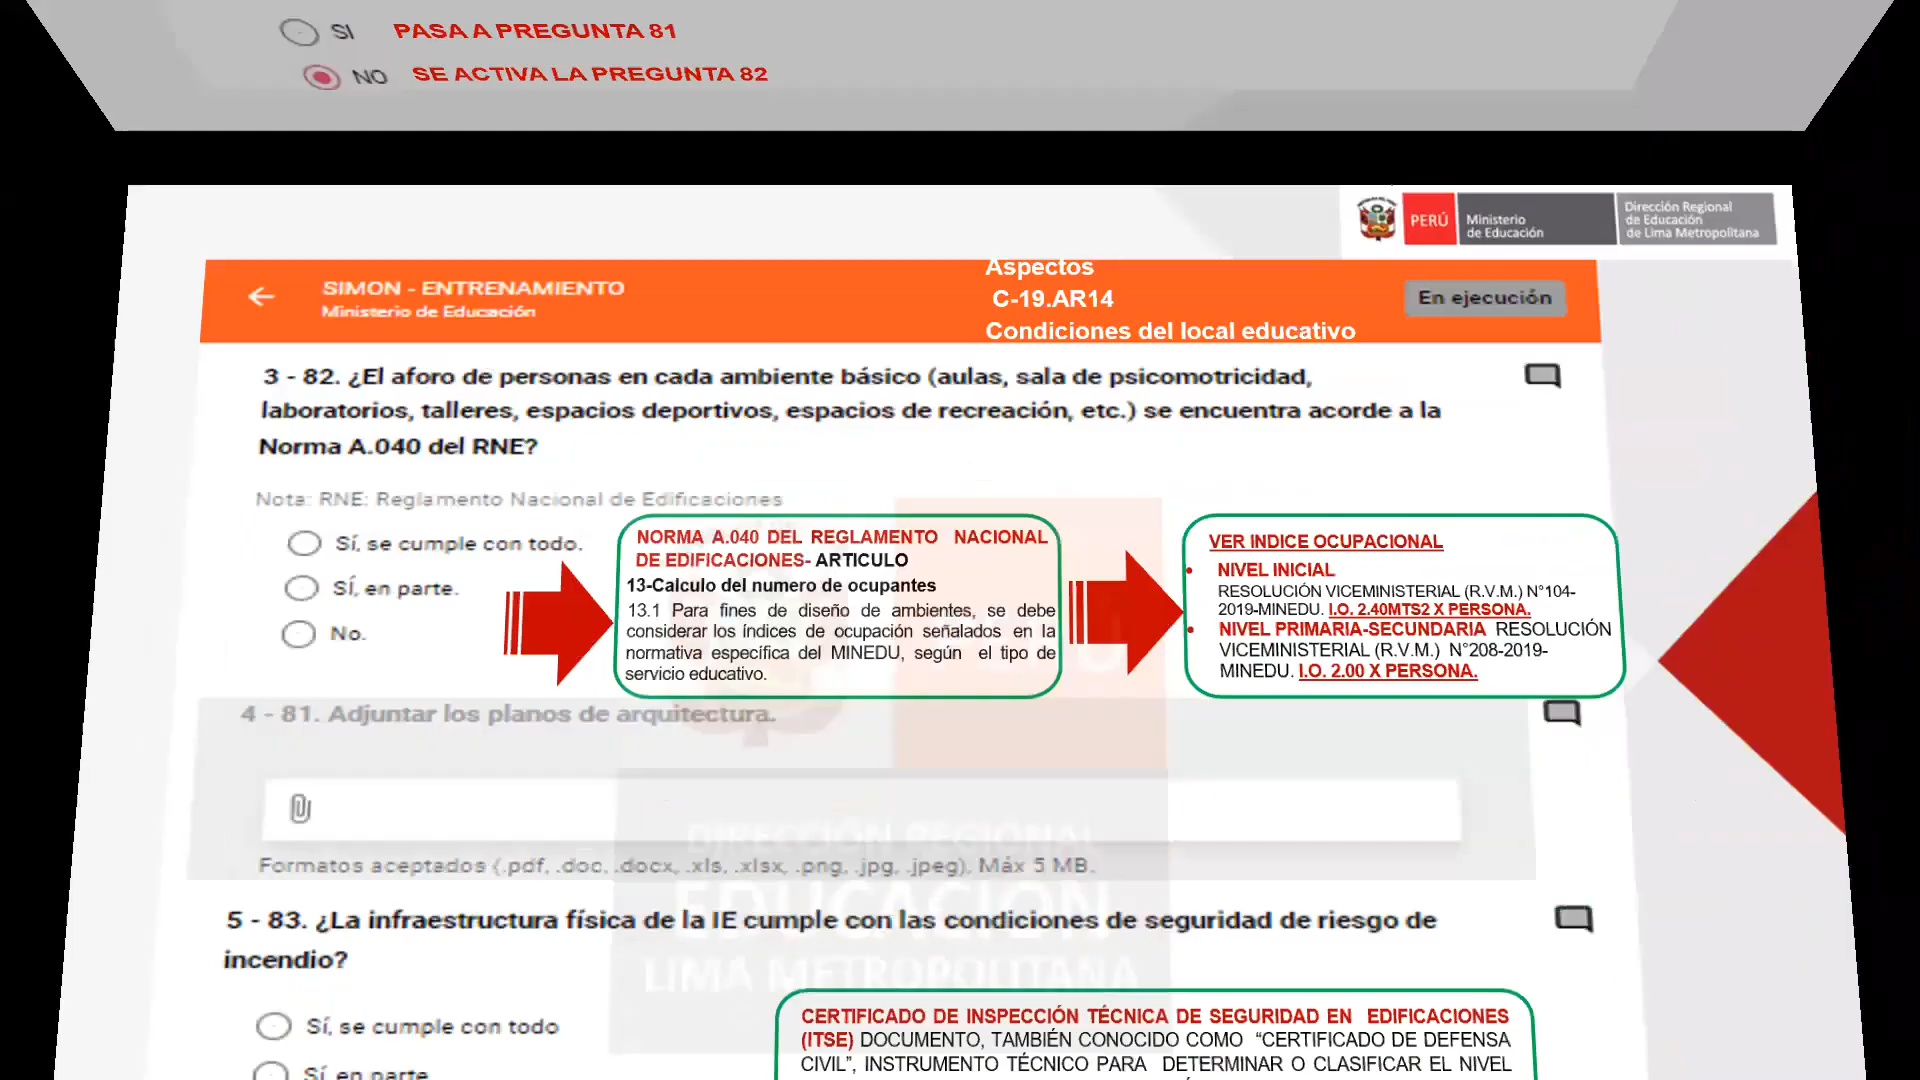 SI PASA A PREGUNTA 81
NO SE ACTIVA LA PREGUNTA 82
PERÚ
Ministerio
de Educación
Dirección Regional
de Educación
de Lima Metropolitana
SIMON - ENTRENAMIENTO
Ministerio de Educación
Aspectos
C-19.AR14
Condiciones del local educativo
En ejecución
3 - 82. ¿El aforo de personas en cada ambiente básico (aulas, sala de psicomotricidad,
laboratorios, talleres, espacios deportivos, espacios de recreación, etc.) se encuentra acorde a la
Norma A.040 del RNE?
Nota: RNE: Reglamento Nacional de Edificaciones
Sí, se cumple con todo.
Sí, en parte.
No.
NORMA A.040 DEL REGLAMENTO NACIONAL
DE EDIFICACIONES- ARTICULO
13-Calculo del numero de ocupantes
13.1 Para fines de diseño de ambientes, se debe
considerar los índices de ocupación señalados en la
normativa específica del MINEDU, según el tipo de
servicio educativo.
VER INDICE OCUPACIONAL
• NIVEL INICIAL
RESOLUCIÓN VICEMINISTERIAL (R.V.M.) N°104-
2019-MINEDU. I.O. 2.40MTS2 X PERSONA.
• NIVEL PRIMARIA-SECUNDARIA RESOLUCIÓN
VICEMINISTERIAL (R.V.M.) N°208-2019-
MINEDU. I.O. 2.00 X PERSONA.
4 - 81. Adjuntar los planos de arquitectura.
Formatos aceptados (.pdf, .doc, .docx, .xls, .xlsx, .png, .jpg, .jpeg), Máx 5 MB.
DIRECCIÓN REGIONAL
EDUCACIÓN
LIMA METROPOLITANA
5 - 83. ¿La infraestructura física de la IE cumple con las condiciones de seguridad de riesgo de
incendio?
Sí, se cumple con todo
Sí, en parte
CERTIFICADO DE INSPECCIÓN TÉCNICA DE SEGURIDAD EN EDIFICACIONES
(ITSE) DOCUMENTO, TAMBIÉN CONOCIDO COMO “CERTIFICADO DE DEFENSA
CIVIL”, INSTRUMENTO TÉCNICO PARA DETERMINAR O CLASIFICAR EL NIVEL